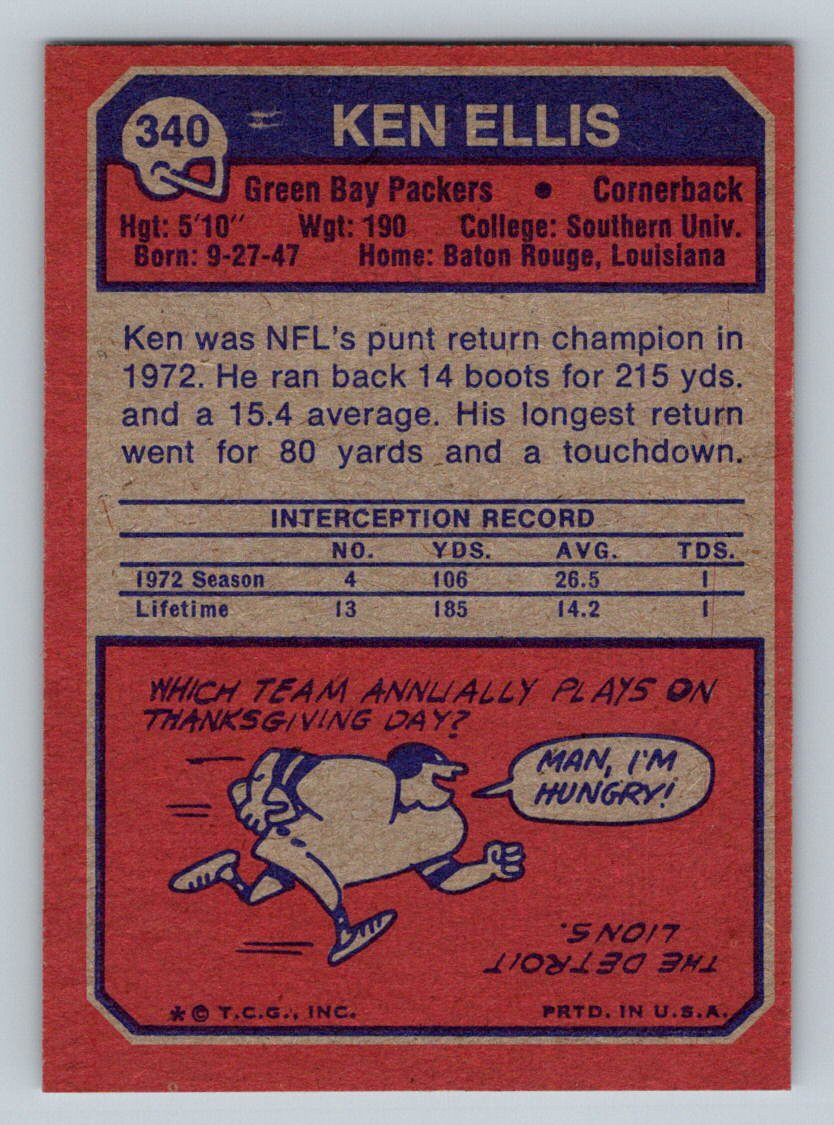 340
KEN ELLIS
Green Bay Packers • Cornerback
Hgt: 5'10" Wgt: 190 College: Southern Univ.
Born: 9-27-47 Home: Baton Rouge, Louisiana
Ken was NFL's punt return champion in
1972. He ran back 14 boots for 215 yds.
and a 15.4 average. His longest return
went for 80 yards and a touchdown.
INTERCEPTION RECORD
NO. YDS. AVG. TDS.
1972 Season 4 106 26.5 1
Lifetime 13 185 14.2 1
WHICH TEAM ANNUALLY PLAYS ON
THANKSGIVING DAY?
MAN, I'M
HUNGRY!
THE DETROIT
LIONS.
* © T.C.G., INC. PRTD. IN U.S.A.